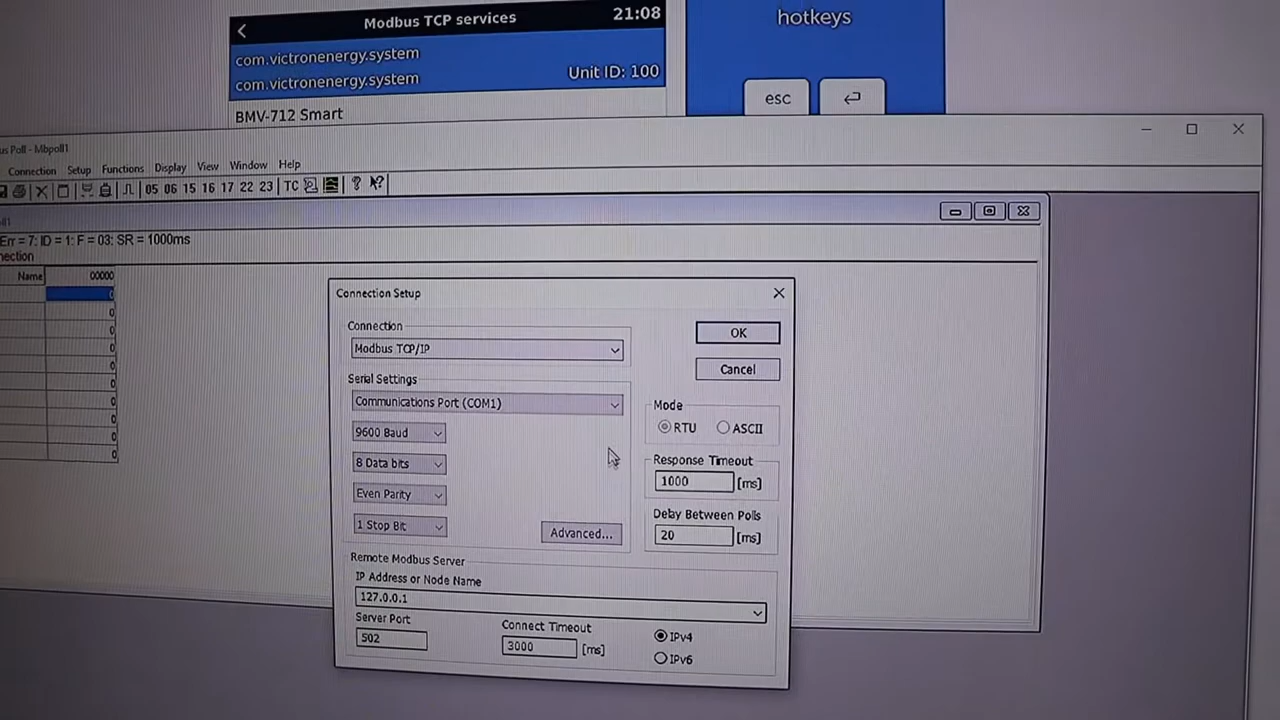 Modbus TCP services
21:08
com.victronenergy.system
com.victronenergy.system
Unit ID: 100
BMV-712 Smart
hotkeys
esc
us Poll - Mbpoll1
Connection Setup Functions Display View Window Help
05 06 15 16 17 22 23 TC
Err = 7: ID = 1: F = 03: SR = 1000ms
nection
Name 00000
0
0
0
0
0
0
0
0
0
0
Connection Setup
Connection
Modbus TCP/IP
OK
Cancel
Serial Settings
Communications Port (COM1)
9600 Baud
8 Data bits
Even Parity
1 Stop Bit
Advanced...
Mode
RTU ASCII
Response Timeout
1000 [ms]
Delay Between Polls
20 [ms]
Remote Modbus Server
IP Address or Node Name
127.0.0.1
Server Port
502
Connect Timeout
3000 [ms]
IPv4
IPv6